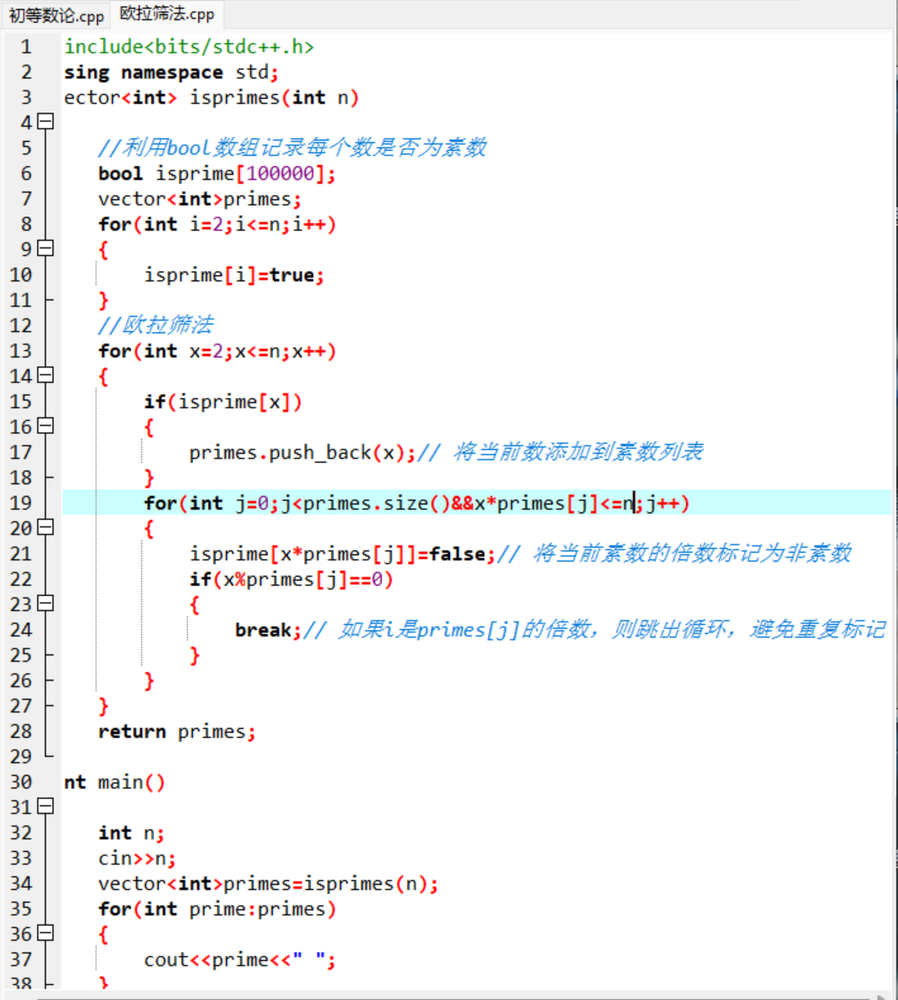 初等数论.cpp 欧拉筛法.cpp
1 include<bits/stdc++.h>
2 sing namespace std;
3 ector<int> isprimes(int n)
4
5 //利用bool数组记录每个数是否为素数
6 bool isprime[100000];
7 vector<int>primes;
8 for(int i=2;i<=n;i++)
9 {
10 isprime[i]=true;
11 }
12 //欧拉筛法
13 for(int x=2;x<=n;x++)
14 {
15 if(isprime[x])
16 {
17 primes.push_back(x);// 将当前数添加到素数列表
18 }
19 for(int j=0;j<primes.size()&&x*primes[j]<=n;j++)
20 {
21 isprime[x*primes[j]]=false;// 将当前素数的倍数标记为非素数
22 if(x%primes[j]==0)
23 {
24 break;// 如果i是primes[j]的倍数，则跳出循环，避免重复标记
25 }
26 }
27 }
28 return primes;
29
30 nt main()
31
32 int n;
33 cin>>n;
34 vector<int>primes=isprimes(n);
35 for(int prime:primes)
36 {
37 cout<<prime<<" ";
38 }